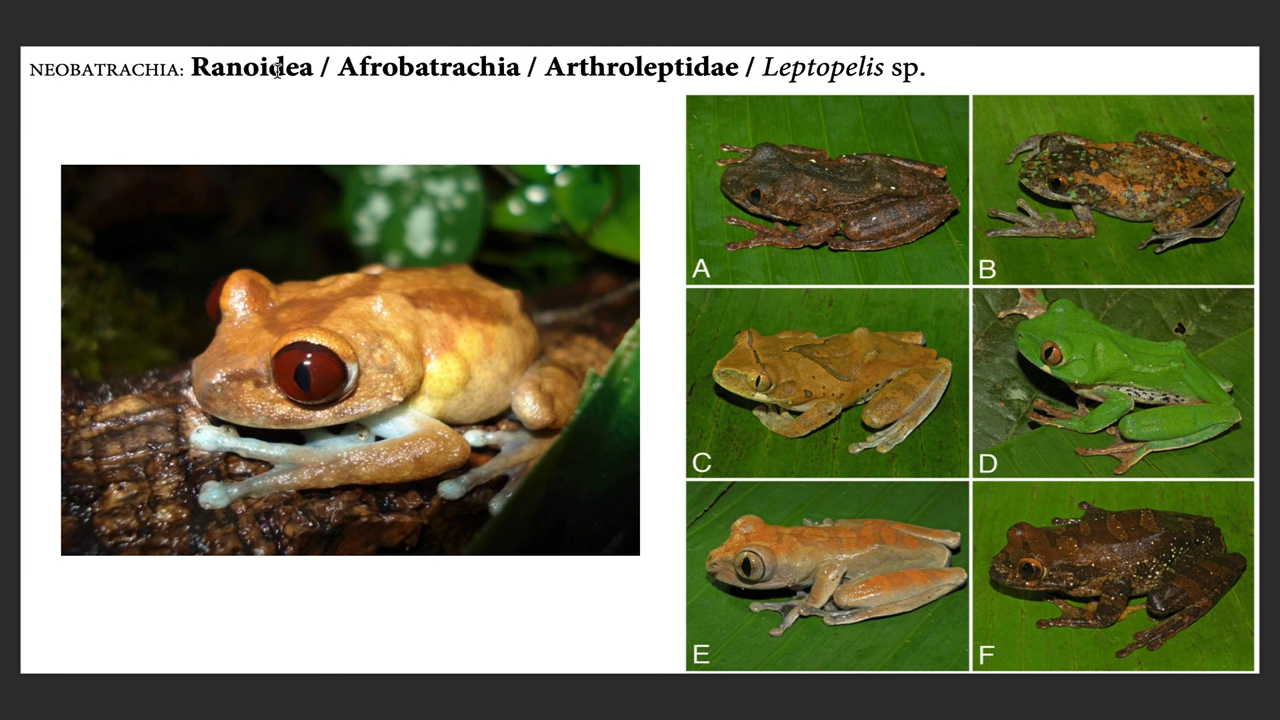 NEOBATRACHIA: Ranoidea / Afrobatrachia / Arthroleptidae / Leptopelis sp.
A
B
C
D
E
F